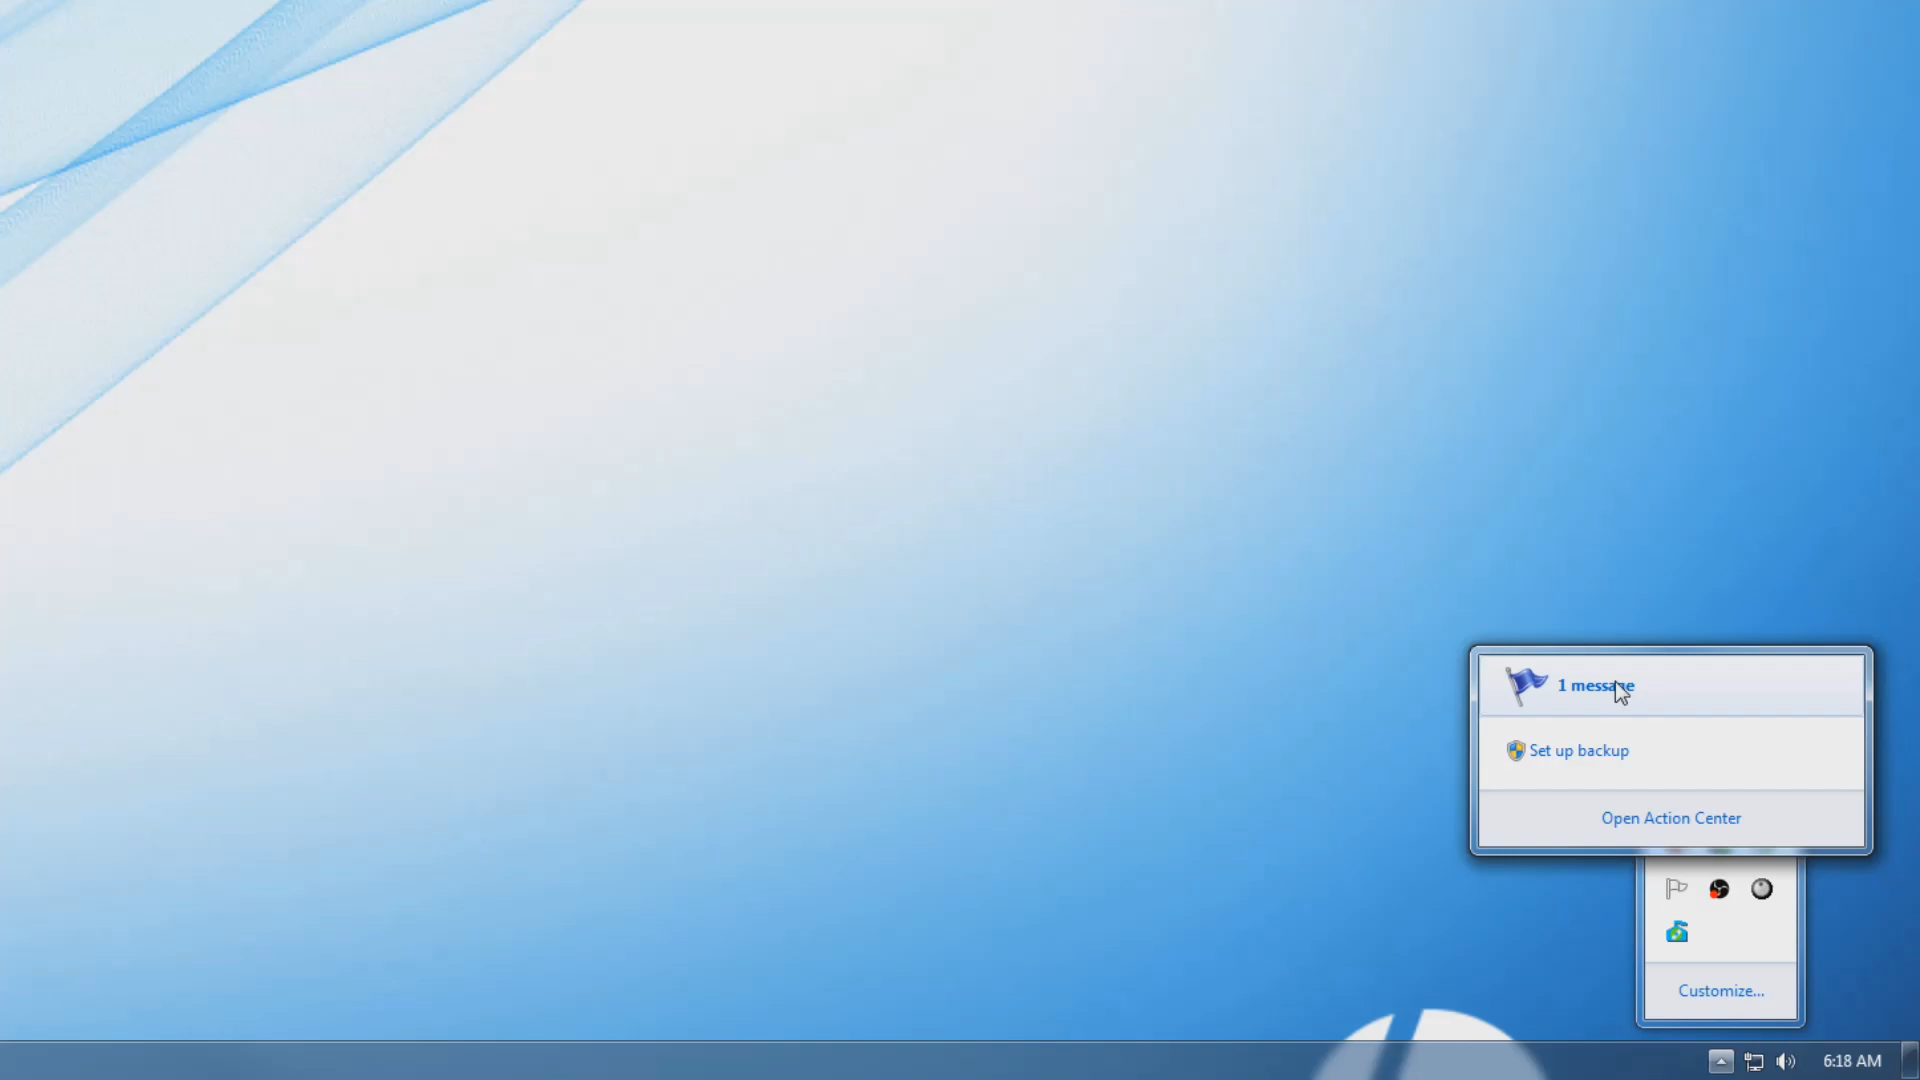 1 message
Set up backup
Open Action Center
Customize...
6:18 AM